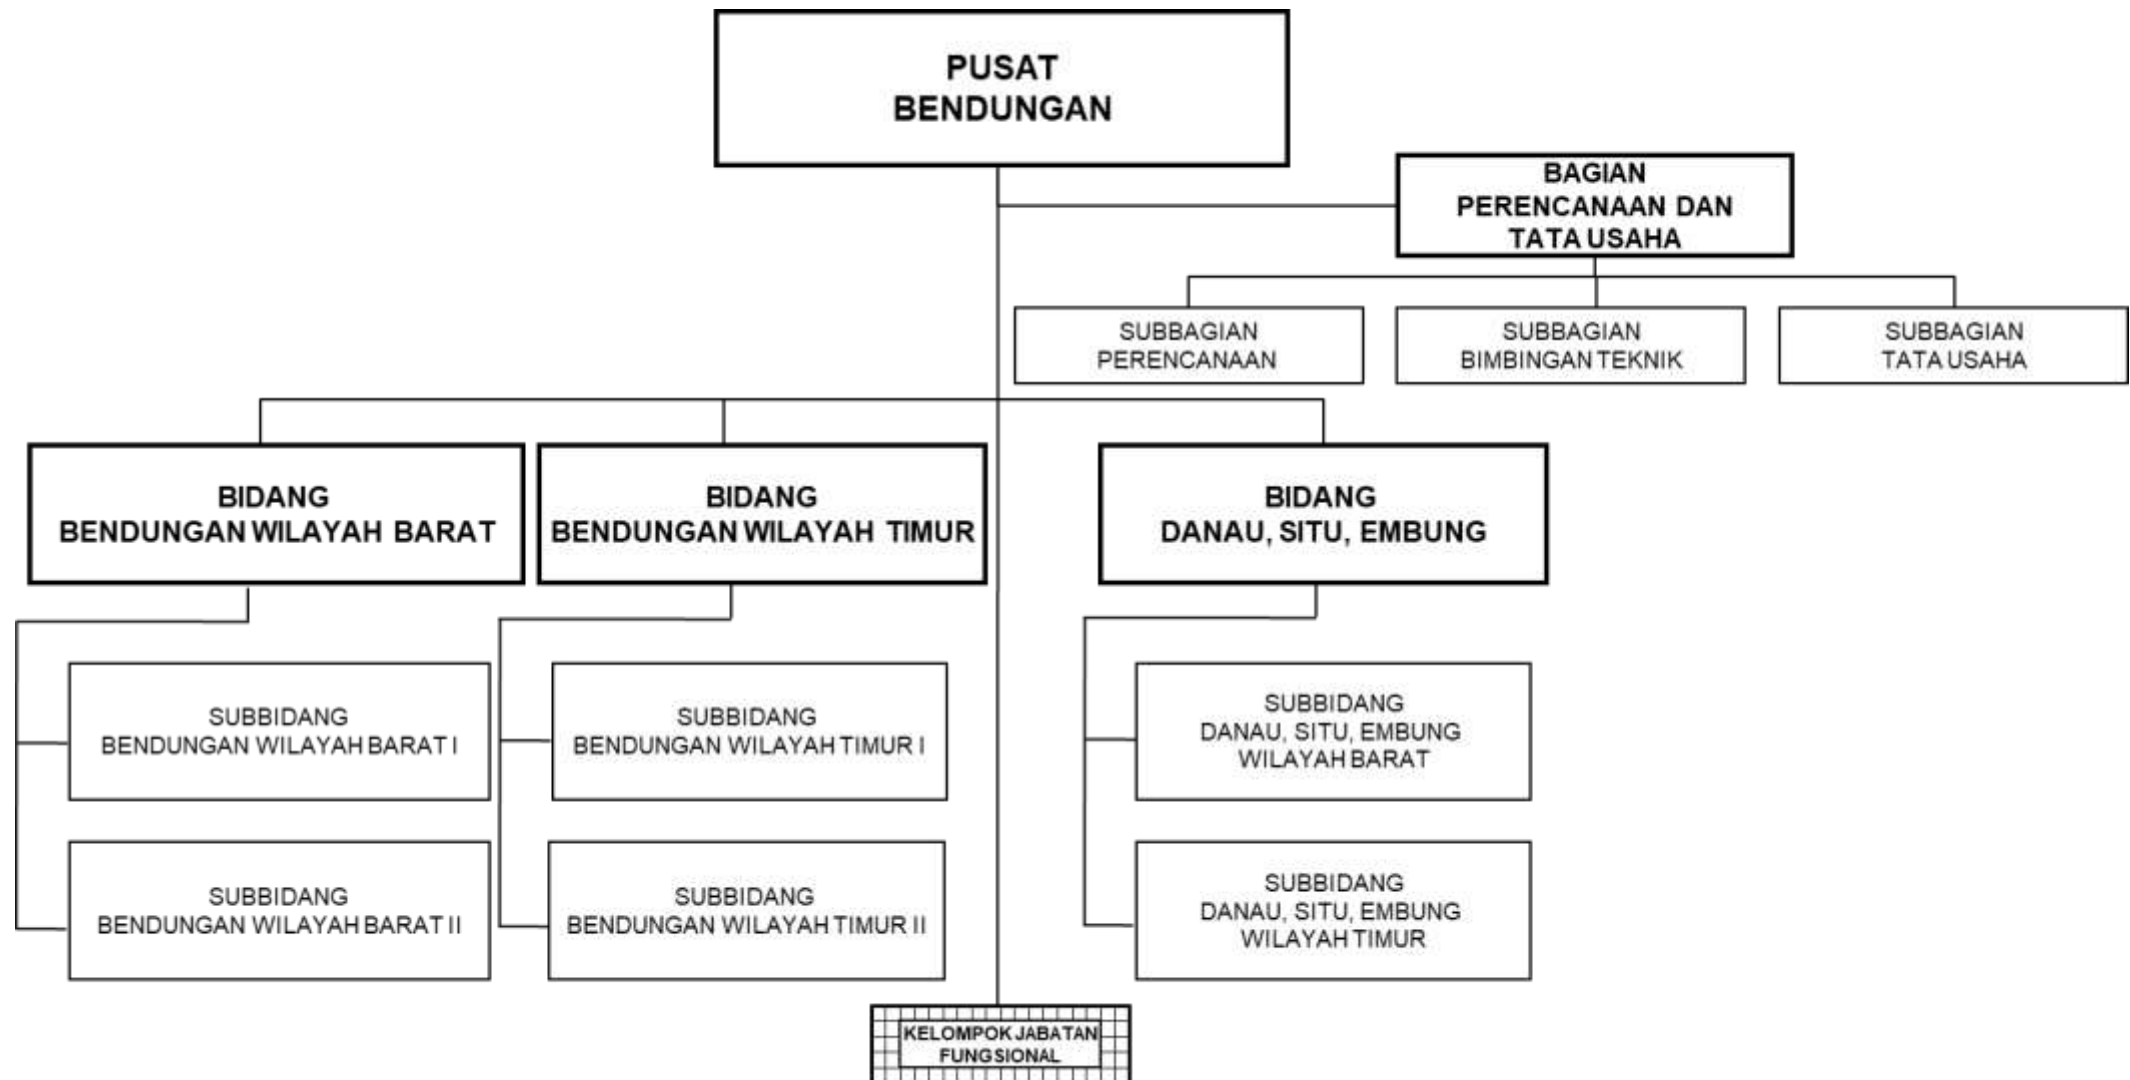 PUSAT
BENDUNGAN
BAGIAN
PERENCANAAN DAN
TATA USAHA
SUBBAGIAN
PERENCANAAN
SUBBAGIAN
BIMBINGAN TEKNIK
SUBBAGIAN
TATA USAHA
BIDANG
BENDUNGAN WILAYAH BARAT
BIDANG
BENDUNGAN WILAYAH TIMUR
BIDANG
DANAU, SITU, EMBUNG
SUBBIDANG
BENDUNGAN WILAYAH BARAT I
SUBBIDANG
BENDUNGAN WILAYAH TIMUR I
SUBBIDANG
DANAU, SITU, EMBUNG
WILAYAH BARAT
SUBBIDANG
BENDUNGAN WILAYAH BARAT II
SUBBIDANG
BENDUNGAN WILAYAH TIMUR II
SUBBIDANG
DANAU, SITU, EMBUNG
WILAYAH TIMUR
KELOMPOK JABATAN
FUNGSIONAL